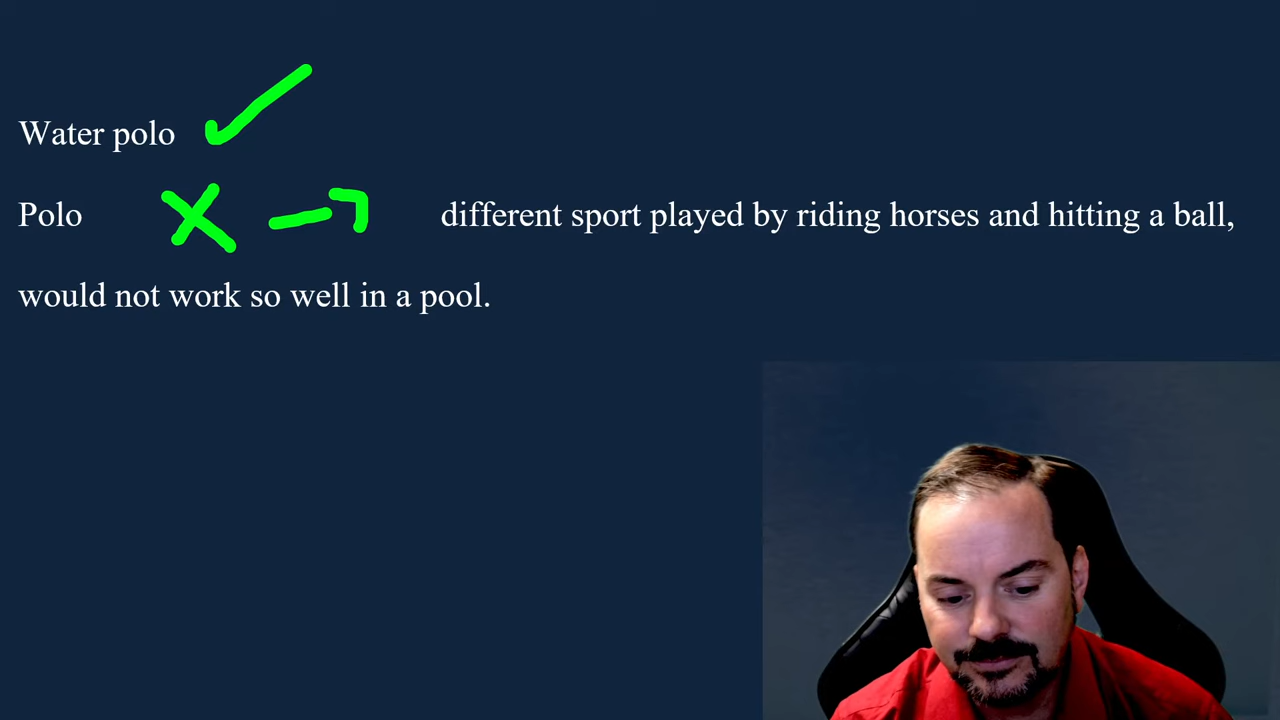 Water polo
Polo different sport played by riding horses and hitting a ball,
would not work so well in a pool.